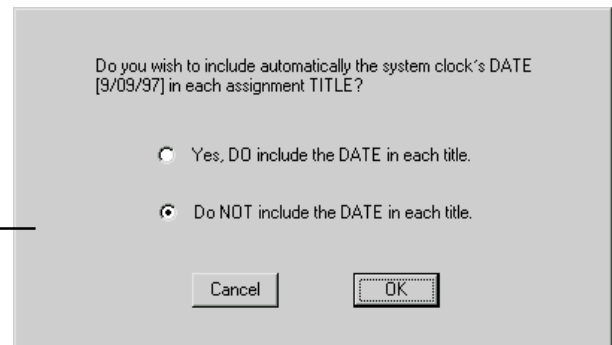 Do you wish to include automatically the system clock's DATE
[9/09/97] in each assignment TITLE?
Yes, DO include the DATE in each title.
Do NOT include the DATE in each title.
Cancel OK